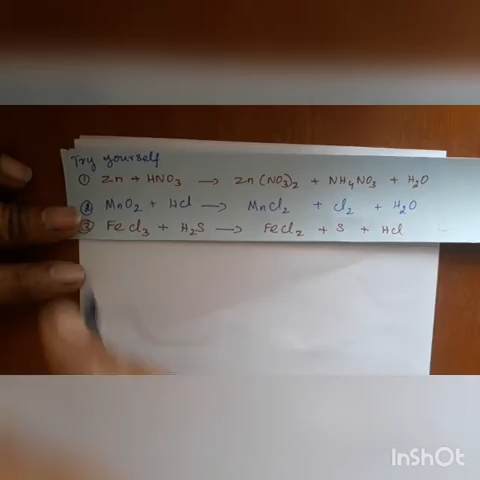 Try yourself
① Zn + HNO₃ → Zn(NO₃)₂ + NH₄NO₃ + H₂O
② MnO₂ + HCl → MnCl₂ + Cl₂ + H₂O
③ FeCl₃ + H₂S → FeCl₂ + S + HCl
InShOt